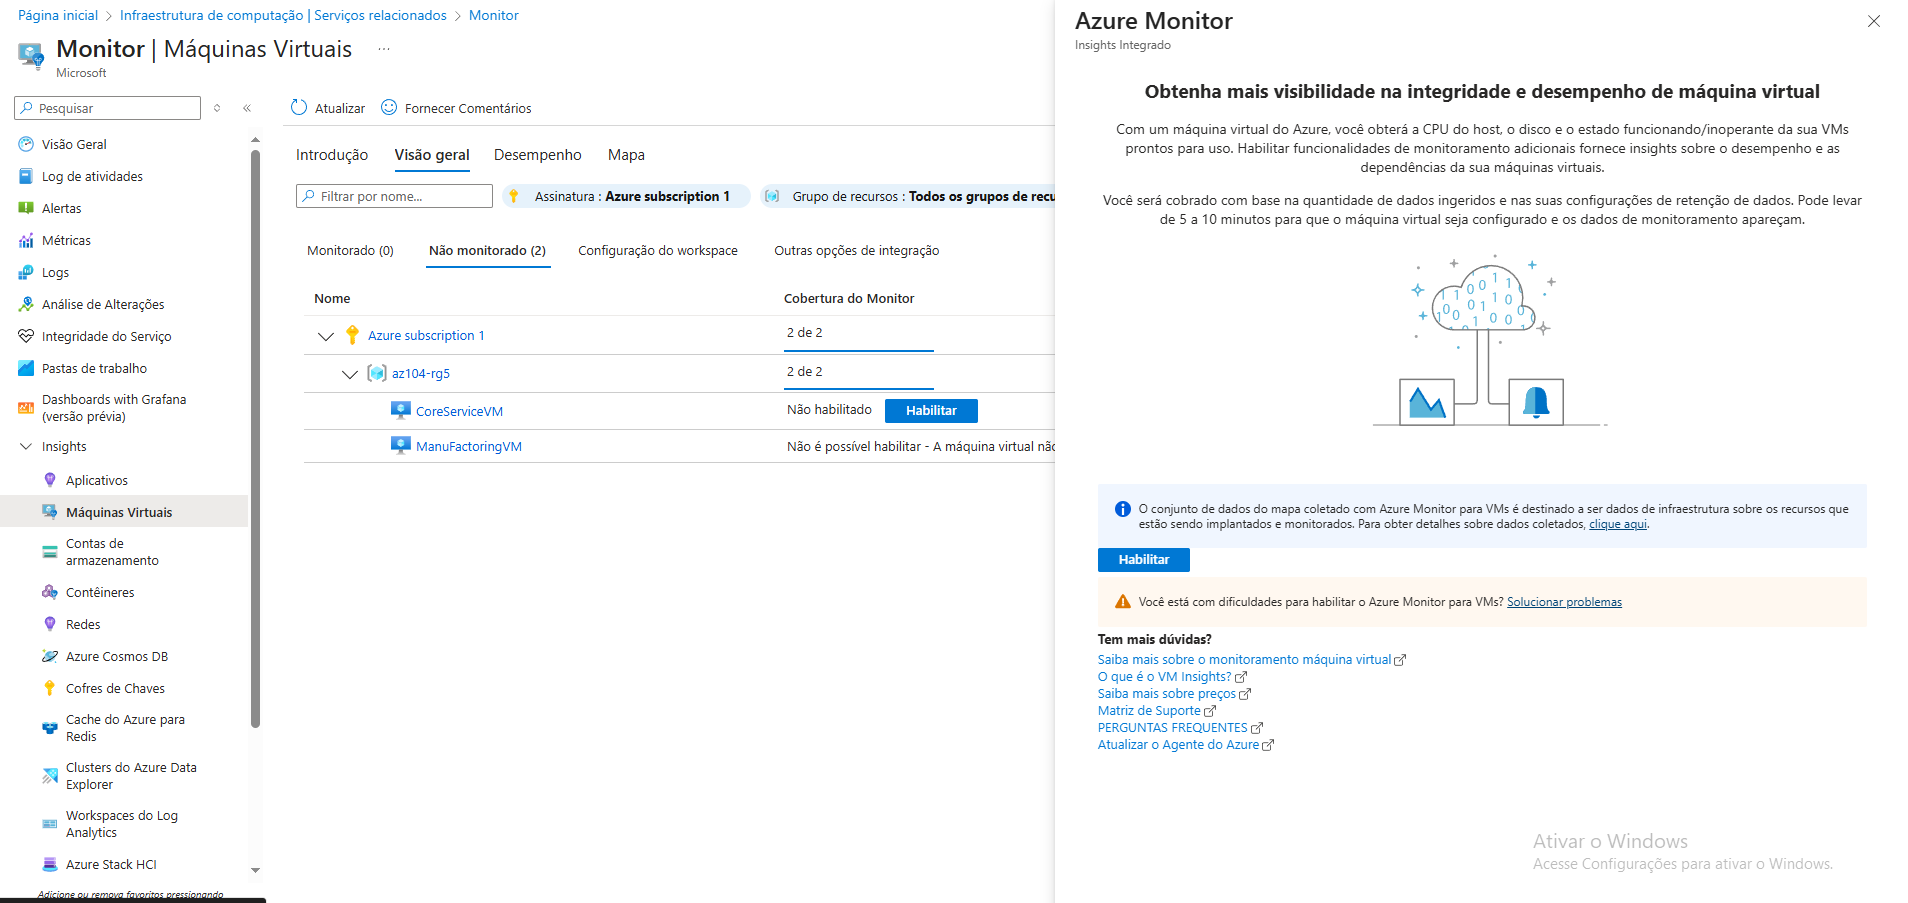 Página inicial > Infraestrutura de computação | Serviços relacionados > Monitor
Monitor | Máquinas Virtuais ...
Microsoft
Pesquisar
Visão Geral
Log de atividades
Alertas
Métricas
Logs
Análise de Alterações
Integridade do Serviço
Pastas de trabalho
Dashboards with Grafana
(versão prévia)
Insights
Aplicativos
Máquinas Virtuais
Contas de
armazenamento
Contêineres
Redes
Azure Cosmos DB
Cofres de Chaves
Cache do Azure para
Redis
Clusters do Azure Data
Explorer
Workspaces do Log
Analytics
Azure Stack HCI
Adicione ou remova favoritos pressionando
Atualizar Fornecer Comentários
Introdução Visão geral Desempenho Mapa
Filtrar por nome... Assinatura : Azure subscription 1 Grupo de recursos : Todos os grupos de recu
Monitorado (0) Não monitorado (2) Configuração do workspace Outras opções de integração
Nome Cobertura do Monitor
Azure subscription 1 2 de 2
az104-rg5 2 de 2
CoreServiceVM Não habilitado Habilitar
ManuFactoringVM Não é possível habilitar - A máquina virtual não
Azure Monitor
Insights Integrado
Obtenha mais visibilidade na integridade e desempenho de máquina virtual
Com um máquina virtual do Azure, você obterá a CPU do host, o disco e o estado funcionando/inoperante da sua VMs
prontos para uso. Habilitar funcionalidades de monitoramento adicionais fornece insights sobre o desempenho e as
dependências da sua máquinas virtuais.
Você será cobrado com base na quantidade de dados ingeridos e nas suas configurações de retenção de dados. Pode levar
de 5 a 10 minutos para que o máquina virtual seja configurado e os dados de monitoramento apareçam.
O conjunto de dados do mapa coletado com Azure Monitor para VMs é destinado a ser dados de infraestrutura sobre os recursos que
estão sendo implantados e monitorados. Para obter detalhes sobre dados coletados, clique aqui.
Habilitar
Você está com dificuldades para habilitar o Azure Monitor para VMs? Solucionar problemas
Tem mais dúvidas?
Saiba mais sobre o monitoramento máquina virtual
O que é o VM Insights?
Saiba mais sobre preços
Matriz de Suporte
PERGUNTAS FREQUENTES
Atualizar o Agente do Azure
Ativar o Windows
Acesse Configurações para ativar o Windows.